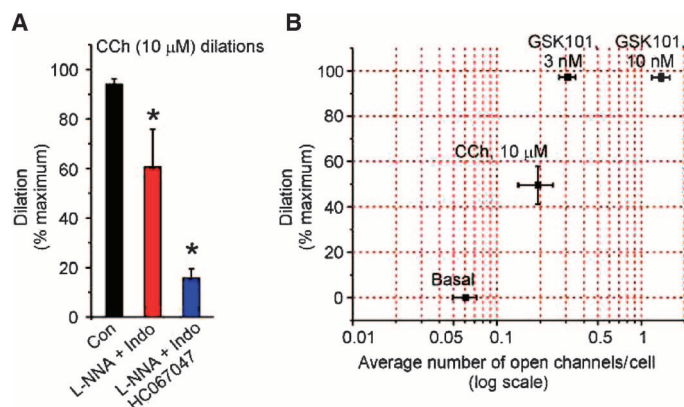 A
CCh (10 µM) dilations
Dilation
(% maximum)
100
80
60
40
20
0
*
*
Con
L-NNA + Indo
L-NNA + Indo
HC067047
B
Dilation
(% maximum)
100
80
60
40
20
0
GSK101,
3 nM
GSK101,
10 nM
CCh, 10 µM
Basal
0.01
0.1
0.5
1
Average number of open channels/cell
(log scale)